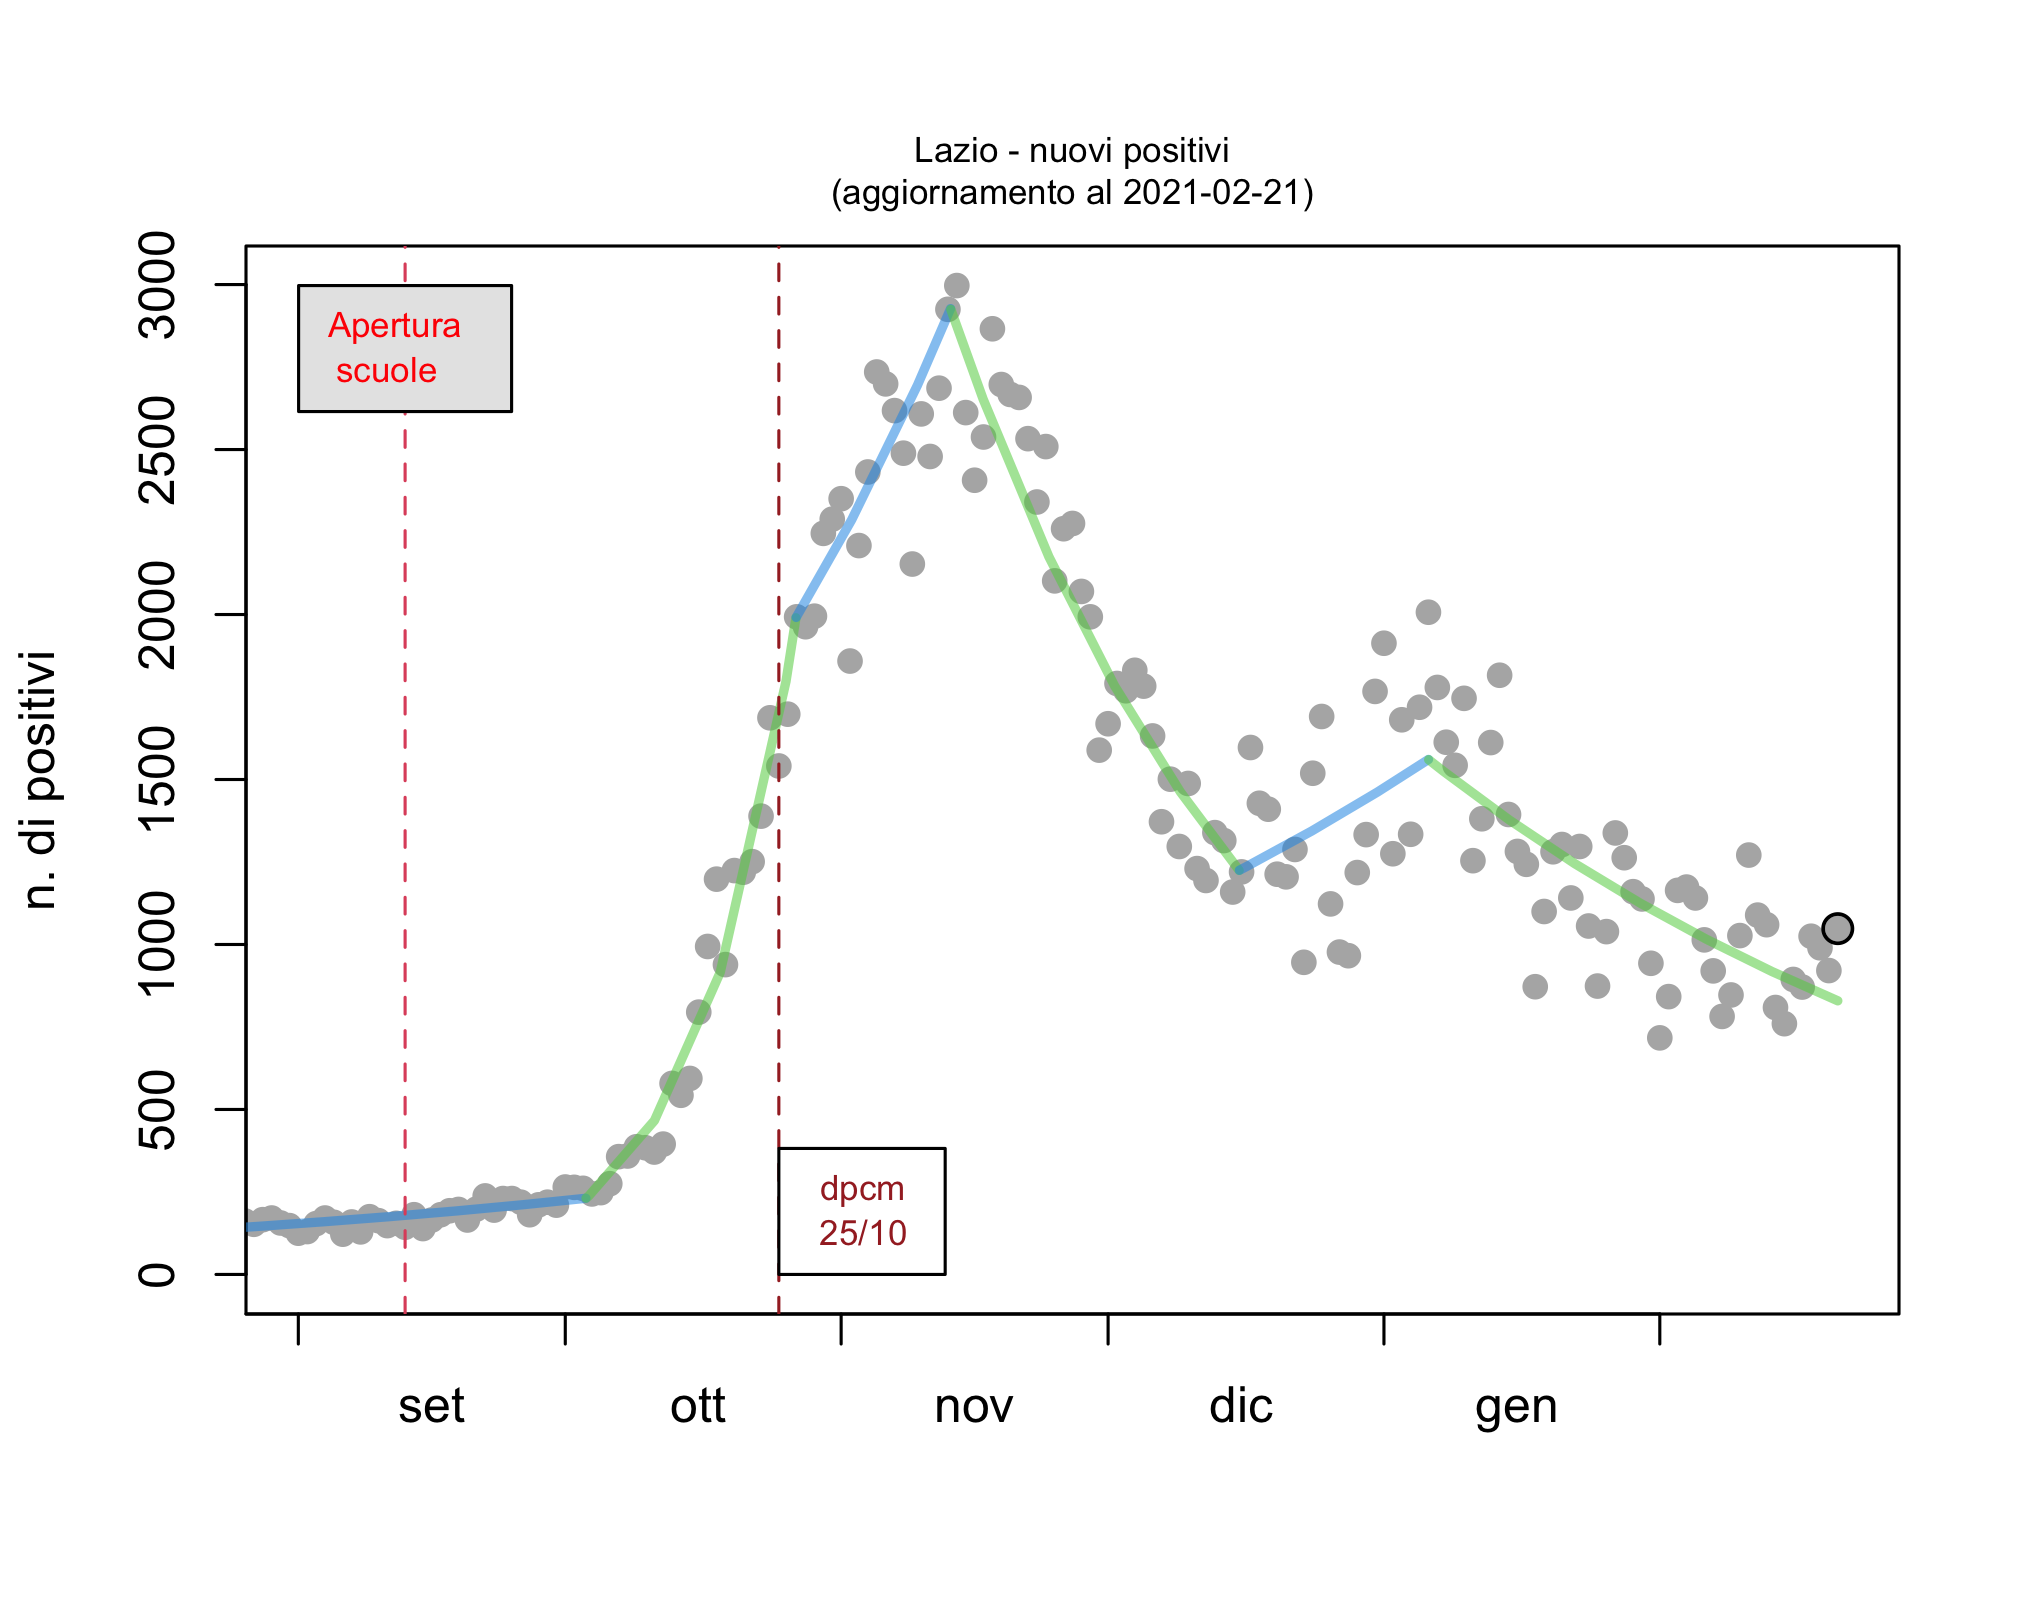 Lazio - nuovi positivi
(aggiornamento al 2021-02-21)
n. di positivi
3000
2500
2000
1500
1000
500
0
Apertura
scuole
dpcm
25/10
set ott nov dic gen